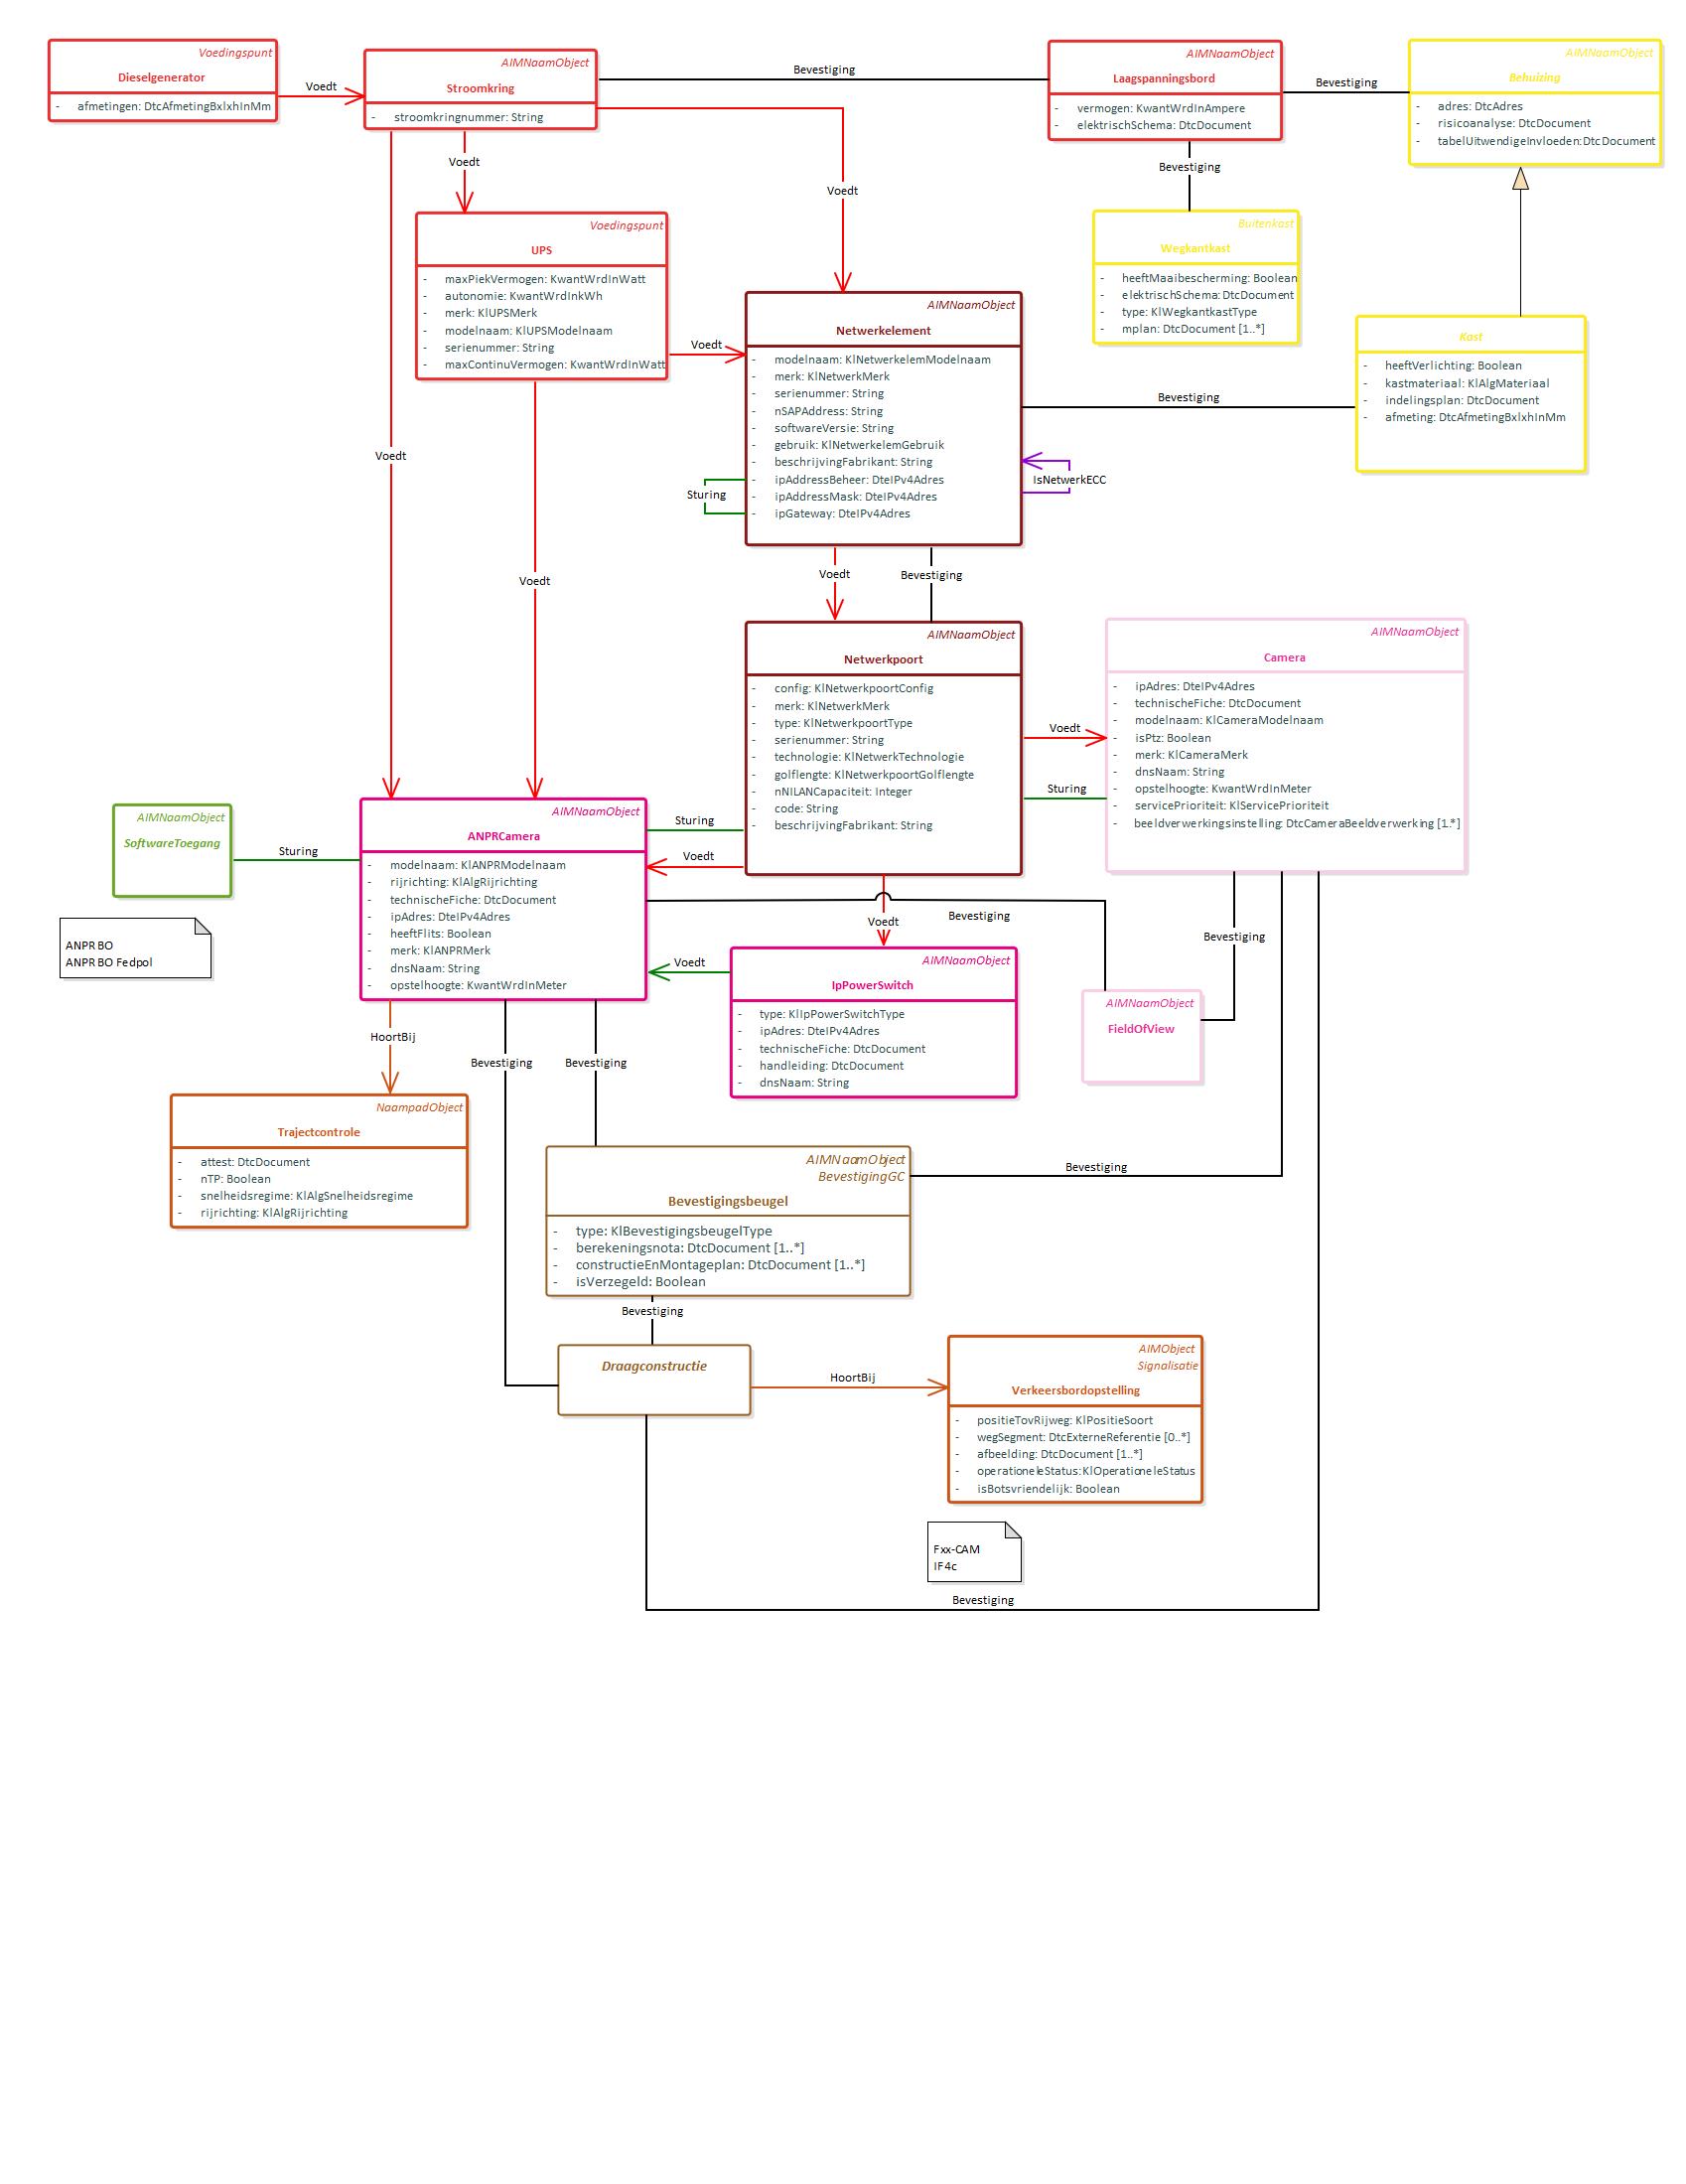 Voedingspunt
Dieselgenerator
- afmetingen: DtcAfmetingBxlxhInMm
Voedt
AIMNaamObject
Stroomkring
- stroomkringnummer: String
Bevestiging
AIMNaamObject
Laagspanningsbord
- vermogen: KwantWrdInAmpere
- elektrischSchema: DtcDocument
Bevestiging
AIMNaamObject
Behuizing
- adres: DtcAdres
- risicoanalyse: DtcDocument
- tabelUitwendigeInvloeden: DtcDocument
Voedt
Voedt
Bevestiging
Voedingspunt
UPS
- maxPiekVermogen: KwantWrdInWatt
- autonomie: KwantWrdInkWh
- merk: KlUPSMerk
- modelnaam: KlUPSModelnaam
- serienummer: String
- maxContinuVermogen: KwantWrdInWatt
Buitenkast
Wegkantkast
- heeftMaaibescherming: Boolean
- elektrischSchema: DtcDocument
- type: KlWegkantkastType
- mplan: DtcDocument [1..*]
Voedt
AIMNaamObject
Netwerkelement
- modelnaam: KlNetwerkelemModelnaam
- merk: KlNetwerkMerk
- serienummer: String
- nSAPAddress: String
- softwareVersie: String
- gebruik: KlNetwerkelemGebruik
- beschrijvingFabrikant: String
- ipAddressBeheer: DteIPv4Adres
- ipAddressMask: DteIPv4Adres
- ipGateway: DteIPv4Adres
Kast
- heeftVerlichting: Boolean
- kastmateriaal: KlAlgMateriaal
- indelingsplan: DtcDocument
- afmeting: DtcAfmetingBxlxhInMm
Bevestiging
Voedt
Sturing
IsNetwerkECC
Voedt
Voedt
Bevestiging
AIMNaamObject
Netwerkpoort
- config: KlNetwerkpoortConfig
- merk: KlNetwerkMerk
- type: KlNetwerkpoortType
- serienummer: String
- technologie: KlNetwerkTechnologie
- golflengte: KlNetwerkpoortGolflengte
- nNILANCapaciteit: Integer
- code: String
- beschrijvingFabrikant: String
Voedt
Sturing
AIMNaamObject
Camera
- ipAdres: DteIPv4Adres
- technischeFiche: DtcDocument
- modelnaam: KlCameraModelnaam
- isPtz: Boolean
- merk: KlCameraMerk
- dnsNaam: String
- opstelhoogte: KwantWrdInMeter
- servicePrioriteit: KlServicePrioriteit
- beeldverwerkingsinstelling: DtcCameraBeeldverwerking [1.*]
AIMNaamObject
SoftwareToegang
Sturing
AIMNaamObject
ANPRCamera
- modelnaam: KlANPRModelnaam
- rijrichting: KlAlgRijrichting
- technischeFiche: DtcDocument
- ipAdres: DteIPv4Adres
- heeftFlits: Boolean
- merk: KlANPRMerk
- dnsNaam: String
- opstelhoogte: KwantWrdInMeter
Sturing
Voedt
ANPR BO
ANPR BO Fedpol
Voedt
Bevestiging
Bevestiging
Voedt
AIMNaamObject
IpPowerSwitch
- type: KlIpPowerSwitchType
- ipAdres: DteIPv4Adres
- technischeFiche: DtcDocument
- handleiding: DtcDocument
- dnsNaam: String
AIMNaamObject
FieldOfView
HoortBij
Bevestiging
Bevestiging
NaampadObject
Trajectcontrole
- attest: DtcDocument
- nTP: Boolean
- snelheidsregime: KlAlgSnelheidsregime
- rijrichting: KlAlgRijrichting
AIMNaamObject
BevestigingGC
Bevestigingsbeugel
- type: KlBevestigingsbeugelType
- berekeningsnota: DtcDocument [1..*]
- constructieEnMontageplan: DtcDocument [1..*]
- isVerzegeld: Boolean
Bevestiging
Bevestiging
Draagconstructie
HoortBij
AIMObject
Signalisatie
Verkeersbordopstelling
- positieTovRijweg: KlPositieSoort
- wegSegment: DtcExterneReferentie [0..*]
- afbeelding: DtcDocument [1..*]
- operationeleStatus: KlOperationeleStatus
- isBotsvriendelijk: Boolean
Fxx-CAM
IF4c
Bevestiging